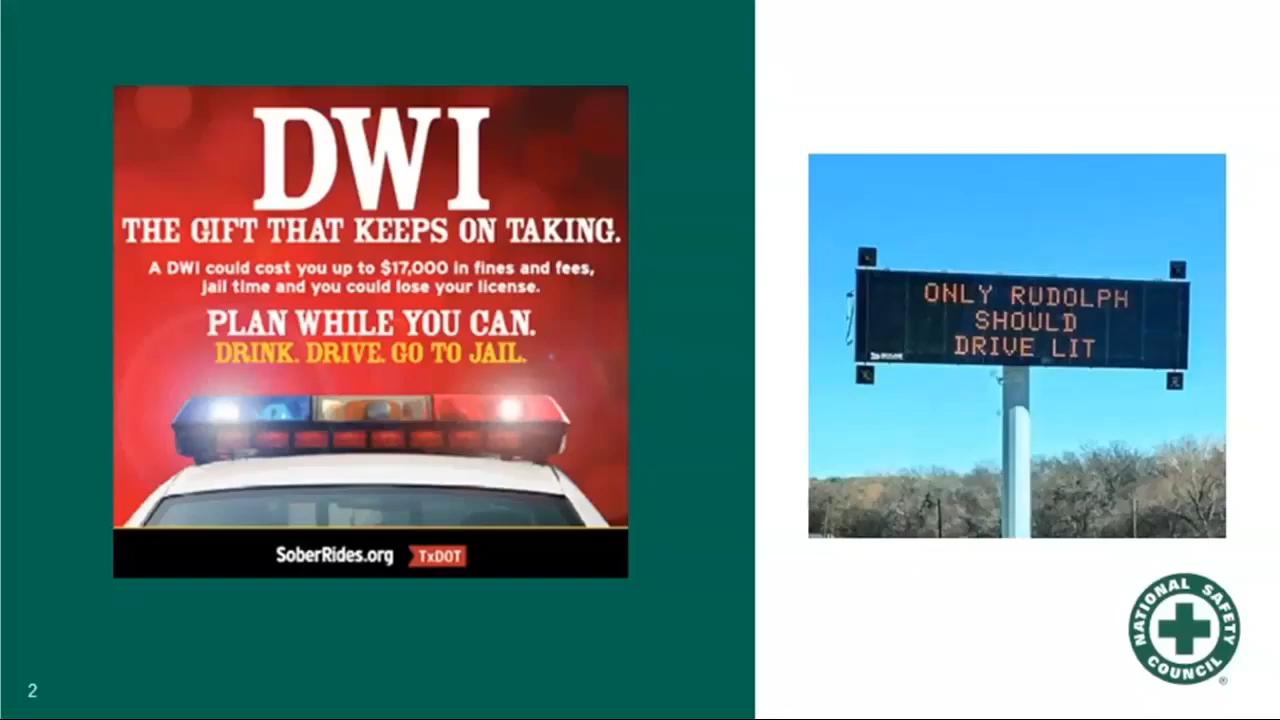 DWI
THE GIFT THAT KEEPS ON TAKING.
A DWI could cost you up to $17,000 in fines and fees,
jail time and you could lose your license.
PLAN WHILE YOU CAN.
DRINK. DRIVE. GO TO JAIL.
SoberRides.org TxDOT
ONLY RUDOLPH
SHOULD
DRIVE LIT
NATIONAL SAFETY
COUNCIL
®
2